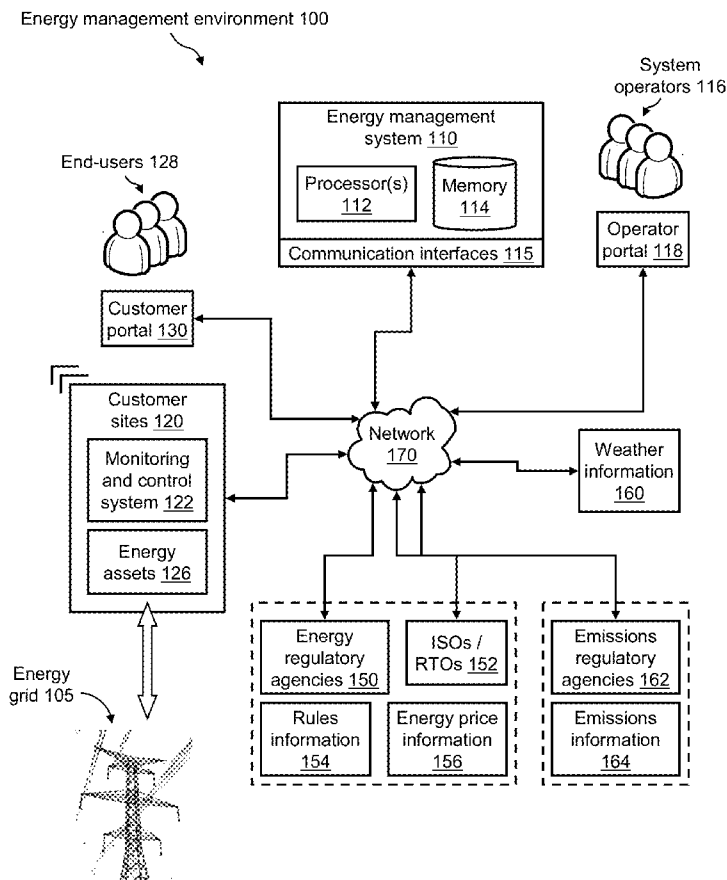 Energy management environment 100
System
operators 116
Energy management
system 110
End-users 128
Processor(s)
112
Memory
114
Communication interfaces 115
Operator
portal 118
Customer
portal 130
Customer
sites 120
Monitoring
and control
system 122
Energy
assets 126
Network
170
Weather
information
160
Energy
grid 105
Energy
regulatory
agencies 150
ISOs /
RTOs 152
Emissions
regulatory
agencies 162
Rules
information
154
Energy price
information
156
Emissions
information
164